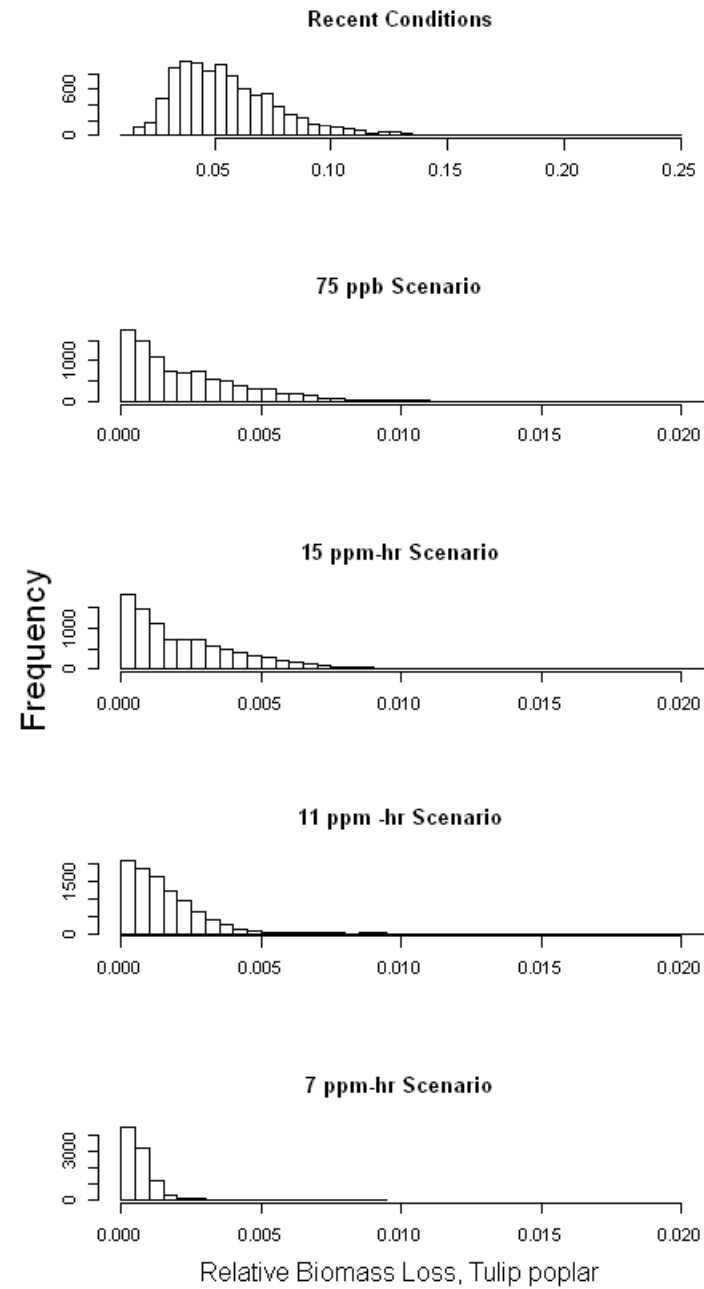 Recent Conditions
600
0
0.05 0.10 0.15 0.20 0.25
75 ppb Scenario
1000
0
0.000 0.005 0.010 0.015 0.020
15 ppm-hr Scenario
1000
0
0.000 0.005 0.010 0.015 0.020
Frequency
11 ppm -hr Scenario
1500
0
0.000 0.005 0.010 0.015 0.020
7 ppm-hr Scenario
3000
0
0.000 0.005 0.010 0.015 0.020
Relative Biomass Loss, Tulip poplar